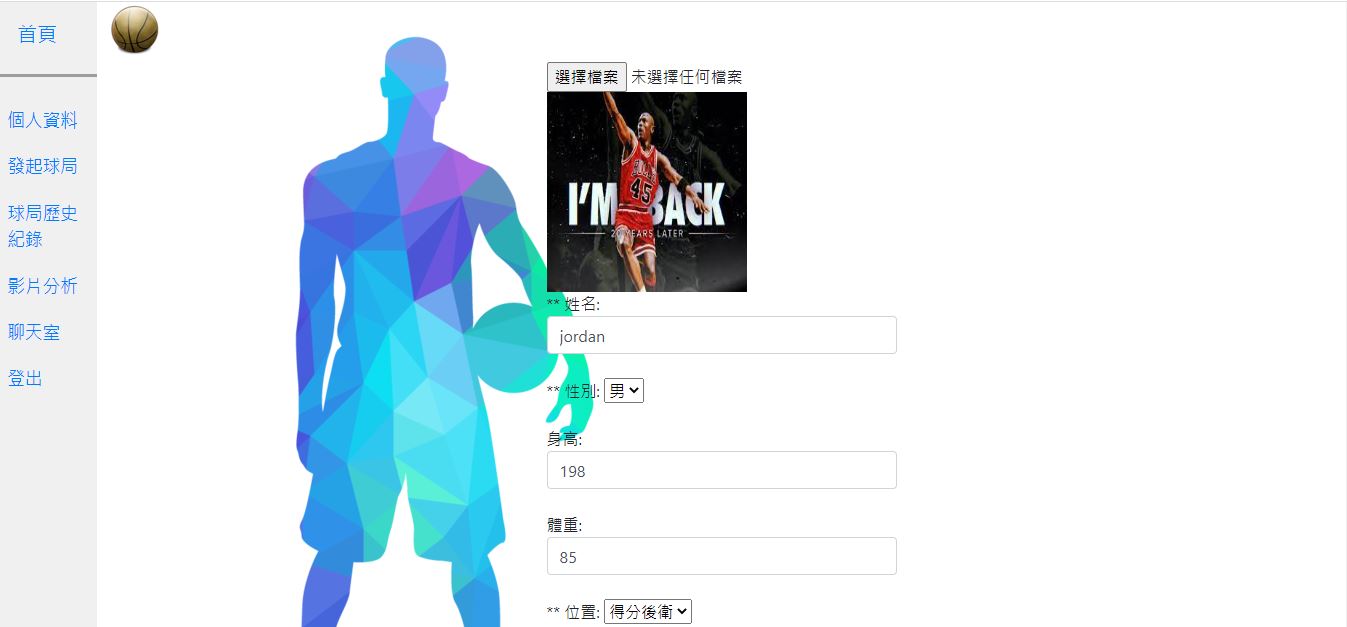 首頁
個人資料
發起球局
球局歷史
紀錄
影片分析
聊天室
登出
選擇檔案 未選擇任何檔案
BULLS
45
I'M BACK
20 YEARS LATER
** 姓名:
jordan
** 性別: 男
身高:
198
體重:
85
** 位置: 得分後衛